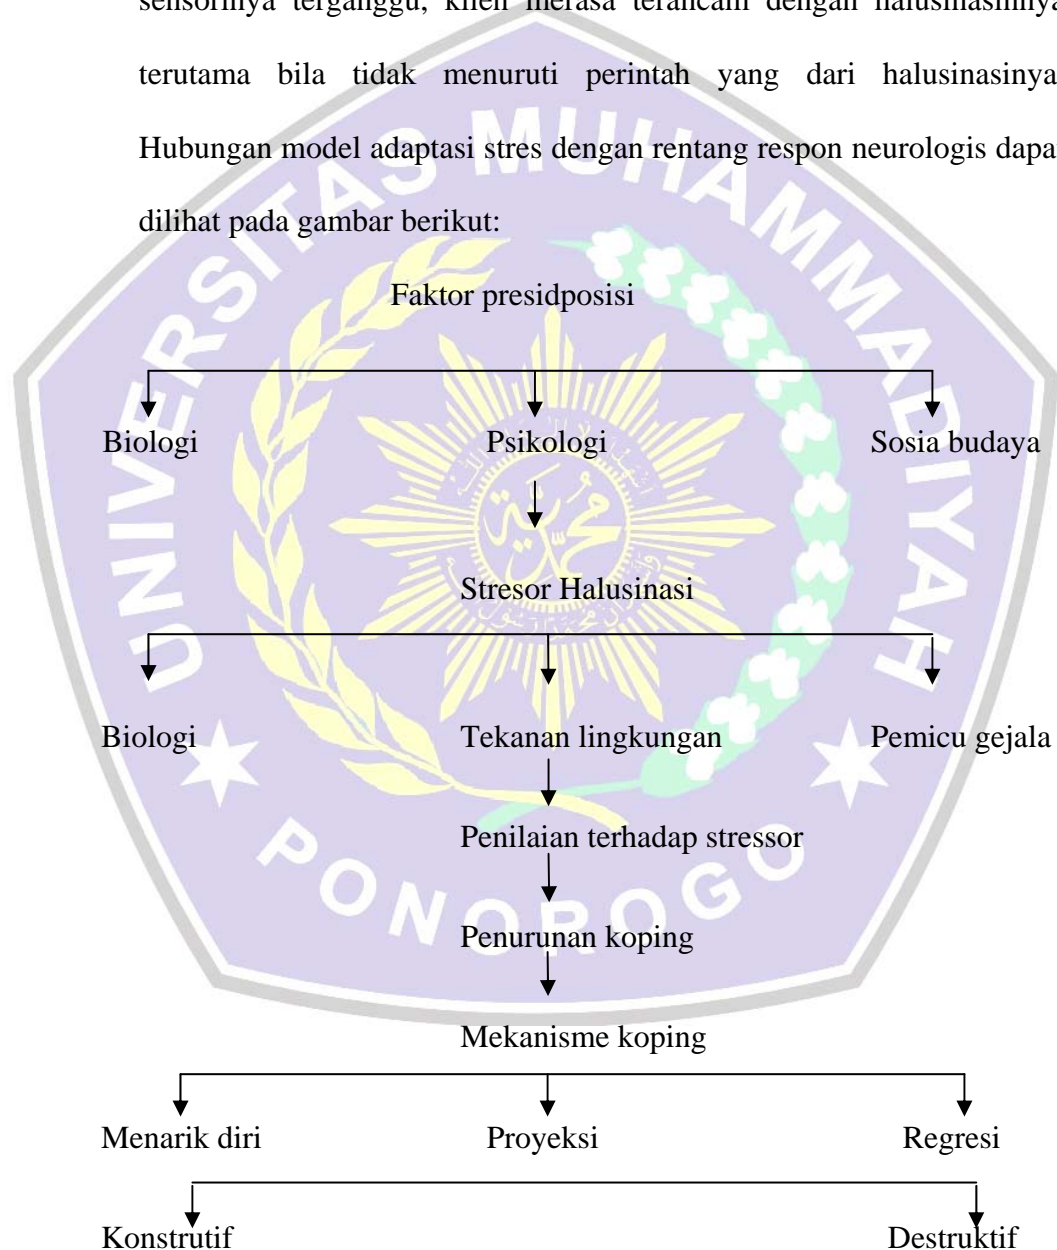 sensorinya terganggu, klien merasa terancam dengan halusinasinya
terutama bila tidak menuruti perintah yang dari halusinasinya
Hubungan model adaptasi stres dengan rentang respon neurologis dapa
dilihat pada gambar berikut:
UNIVERSITAS MUHAMMADIYAH
Faktor presidposisi
Biologi Psikologi Sosia budaya
Stresor Halusinasi
Biologi Tekanan lingkungan Pemicu gejala
Penilaian terhadap stressor
PONOROGO
Penurunan koping
Mekanisme koping
Menarik diri Proyeksi Regresi
Konstrutif Destruktif